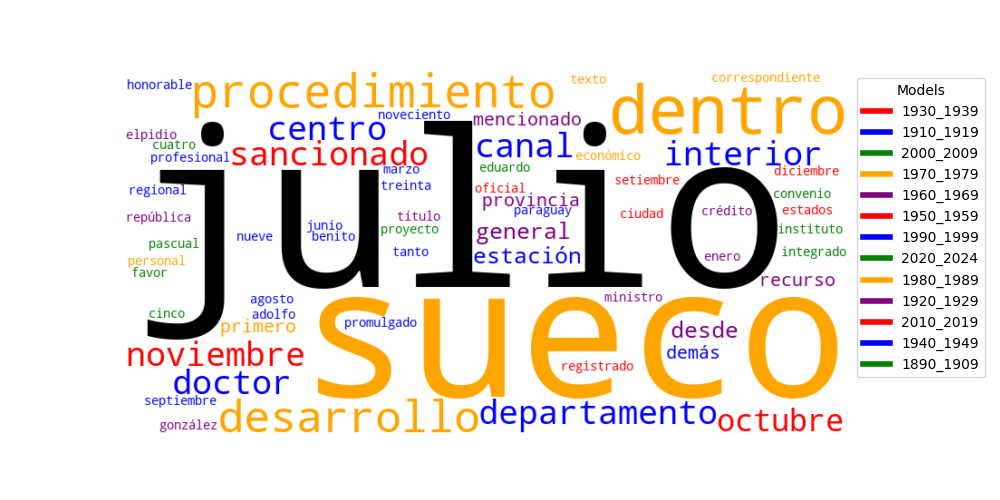 texto
correspondiente
honorable
procedimiento
dentro
noveciento
mencionado
elpidio
centro
canal
cuatro
sancionado
económico
interior
profesional
marzo
eduardo
diciembre
regional
treinta
oficial
setiembre
convenio
julio
provincia
república
título
paraguay
ciudad
crédito
estados
junio
nueve
benito
proyecto
general
instituto
pascual
tanto
estación
enero
integrado
personal
favor
recurso
agosto
ministro
cinco
adolfo
primero
promulgado
sueco
desde
noviembre
demás
registrado
doctor
septiembre
gonzález
desarrollo
departamento
octubre
Models
1930_1939
1910_1919
2000_2009
1970_1979
1960_1969
1950_1959
1990_1999
2020_2024
1980_1989
1920_1929
2010_2019
1940_1949
1890_1909